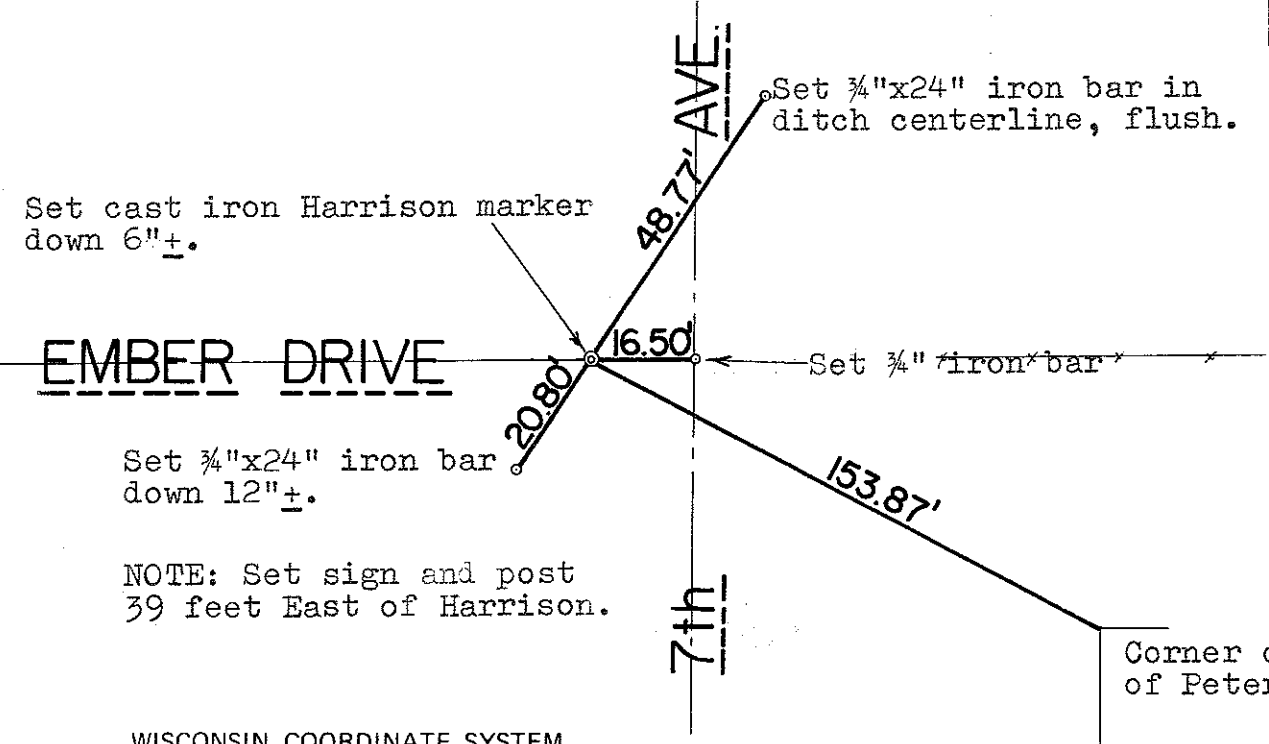 AVE.
Set ¾"x24" iron bar in
ditch centerline, flush.
48.77'
Set cast iron Harrison marker
down 6"±.
EMBER DRIVE
16.50'
Set ¾" iron bar
20.80'
Set ¾"x24" iron bar
down 12"±.
153.87'
NOTE: Set sign and post
39 feet East of Harrison.
7th
Corner
of Peter
WISCONSIN COORDINATE SYSTEM